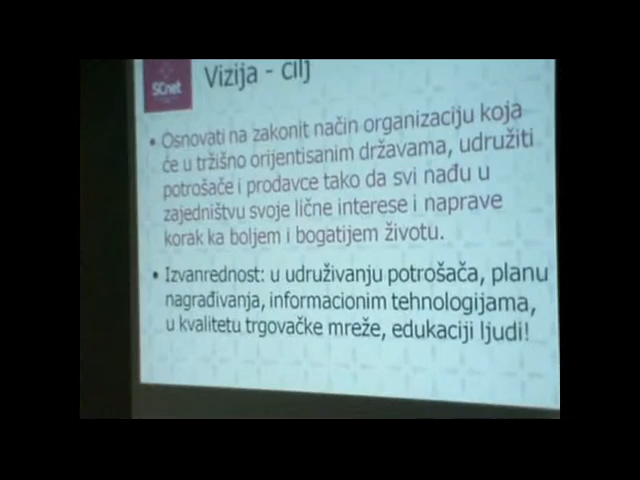 SCnet
Vizija - cilj
• Osnovati na zakonit način organizaciju koja
će u tržišno orijentisanim državama, udružiti
potrošače i prodavce tako da svi nađu u
zajedništvu svoje lične interese i naprave
korak ka boljem i bogatijem životu.
• Izvanrednost: u udruživanju potrošača, planu
nagrađivanja, informacionim tehnologijama,
u kvalitetu trgovačke mreže, edukaciji ljudi!